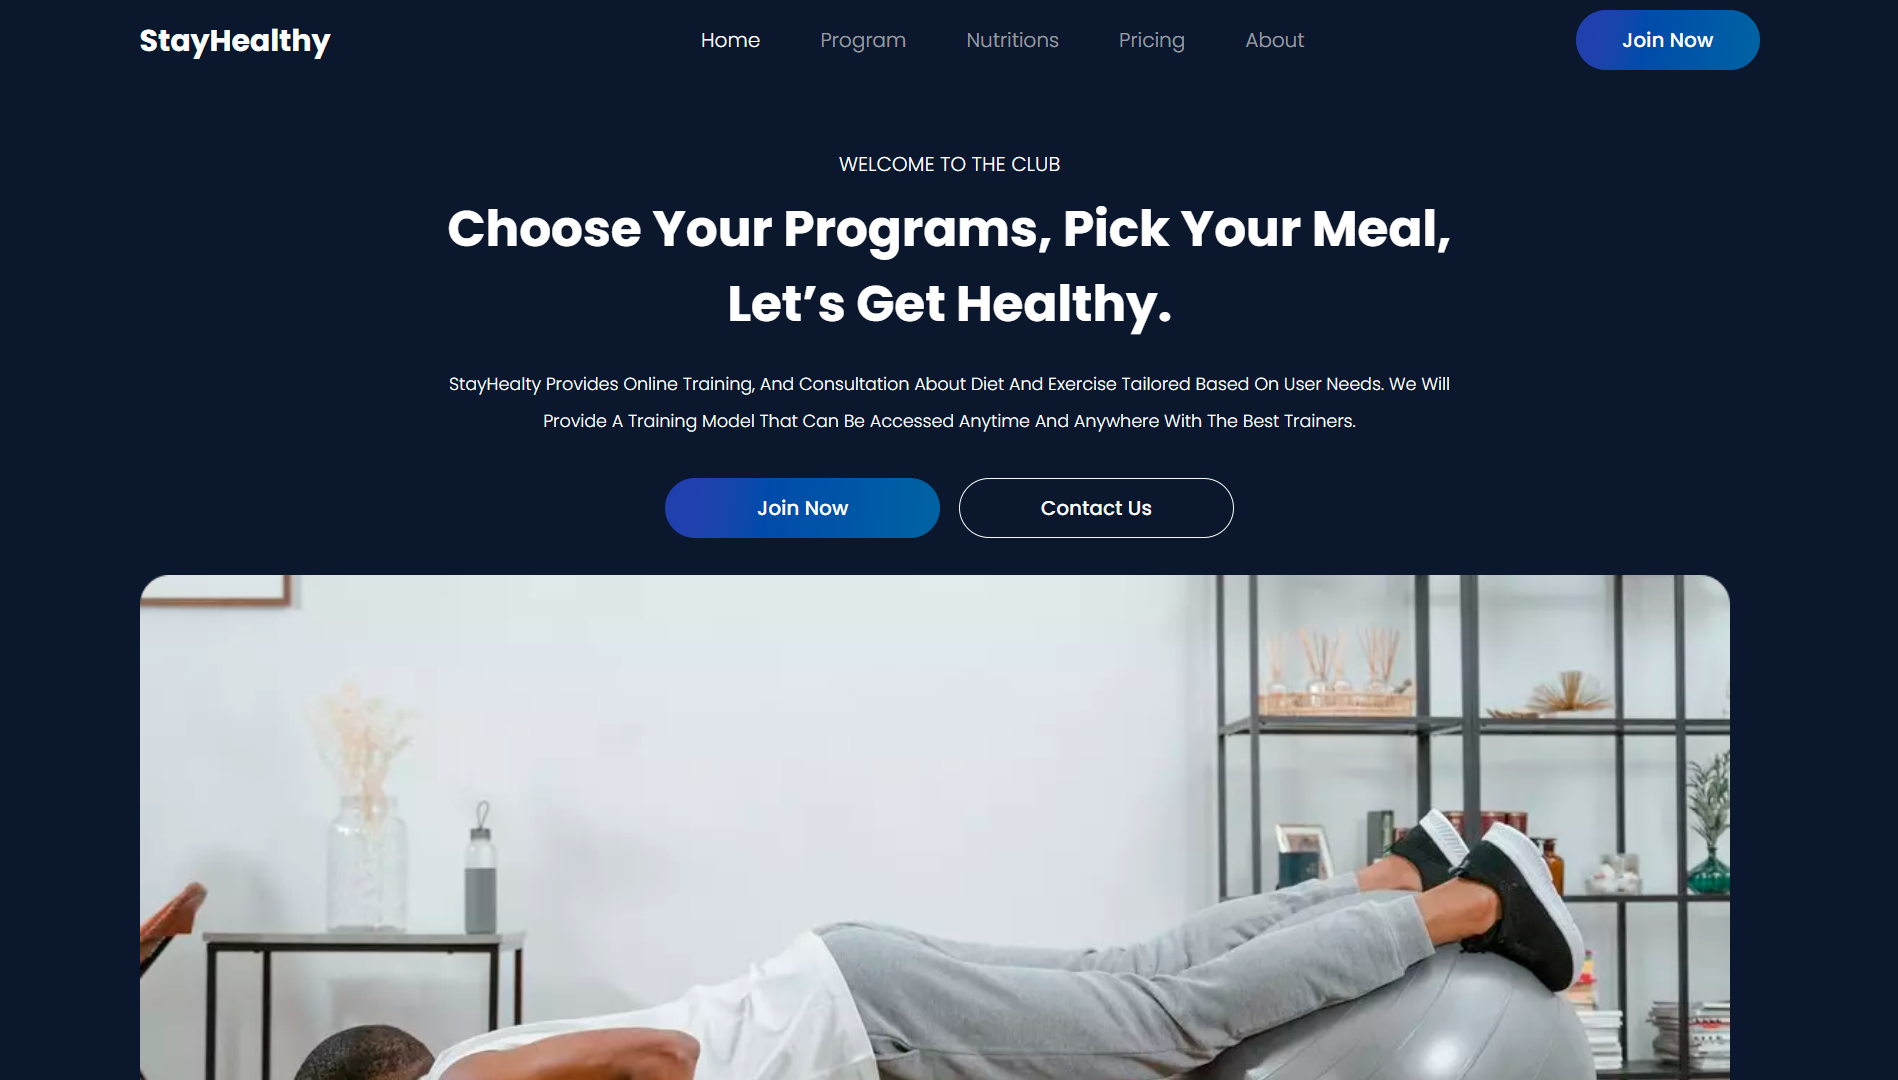 StayHealthy
Home
Program
Nutritions
Pricing
About
Join Now
WELCOME TO THE CLUB
Choose Your Programs, Pick Your Meal,
Let’s Get Healthy.
StayHealty Provides Online Training, And Consultation About Diet And Exercise Tailored Based On User Needs. We Will
Provide A Training Model That Can Be Accessed Anytime And Anywhere With The Best Trainers.
Join Now
Contact Us